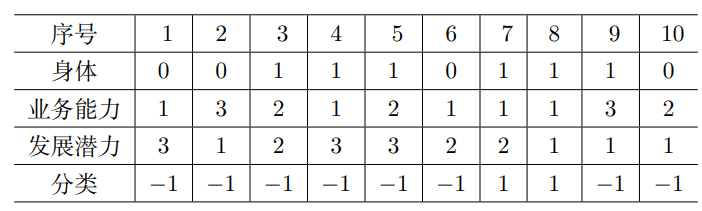 序号 1 2 3 4 5 6 7 8 9 10
身体 0 0 1 1 1 0 1 1 1 0
业务能力 1 3 2 1 2 1 1 1 3 2
发展潜力 3 1 2 3 3 2 2 1 1 1
分类 −1 −1 −1 −1 −1 −1 1 1 −1 −1